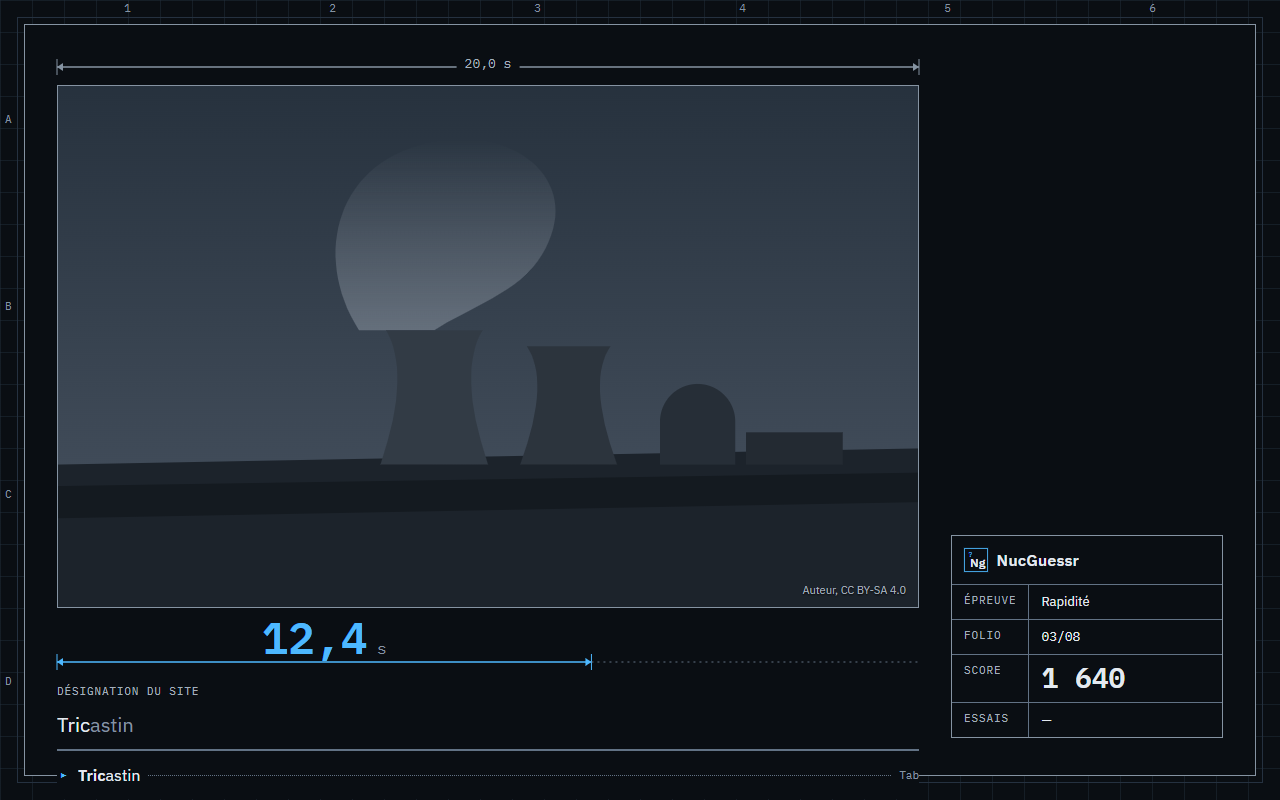 1 2 3 4 5 6
A
B
C
D
20,0 s
Auteur, CC BY-SA 4.0
12,4 s
DÉSIGNATION DU SITE
Tricastin
▸ Tricastin Tab
? Ng NucGuessr
ÉPREUVE Rapidité
FOLIO 03/08
SCORE 1 640
ESSAIS —